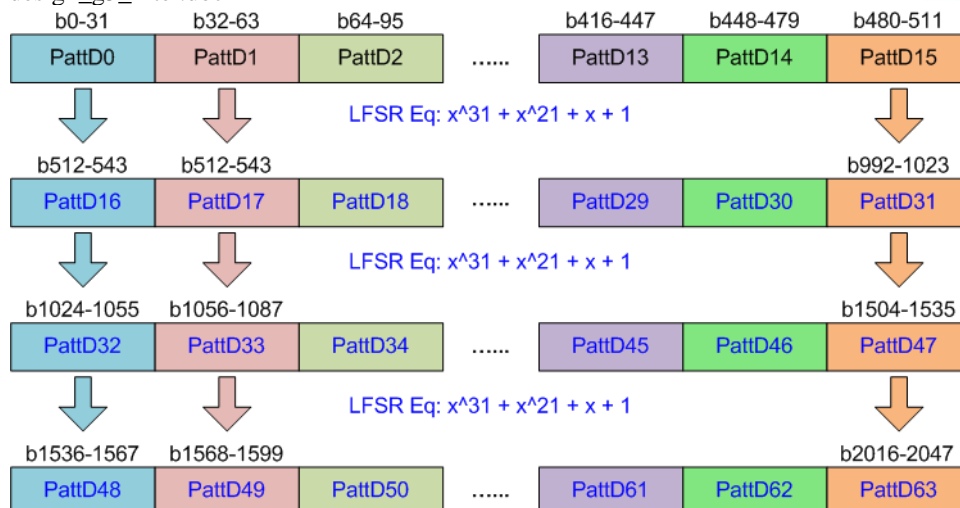 b0-31 b32-63 b64-95 b416-447 b448-479 b480-511
PattD0 PattD1 PattD2 ...... PattD13 PattD14 PattD15
LFSR Eq: x^31 + x^21 + x + 1
b512-543 b512-543 b992-1023
PattD16 PattD17 PattD18 ...... PattD29 PattD30 PattD31
LFSR Eq: x^31 + x^21 + x + 1
b1024-1055 b1056-1087 b1504-1535
PattD32 PattD33 PattD34 ...... PattD45 PattD46 PattD47
LFSR Eq: x^31 + x^21 + x + 1
b1536-1567 b1568-1599 b2016-2047
PattD48 PattD49 PattD50 ...... PattD61 PattD62 PattD63